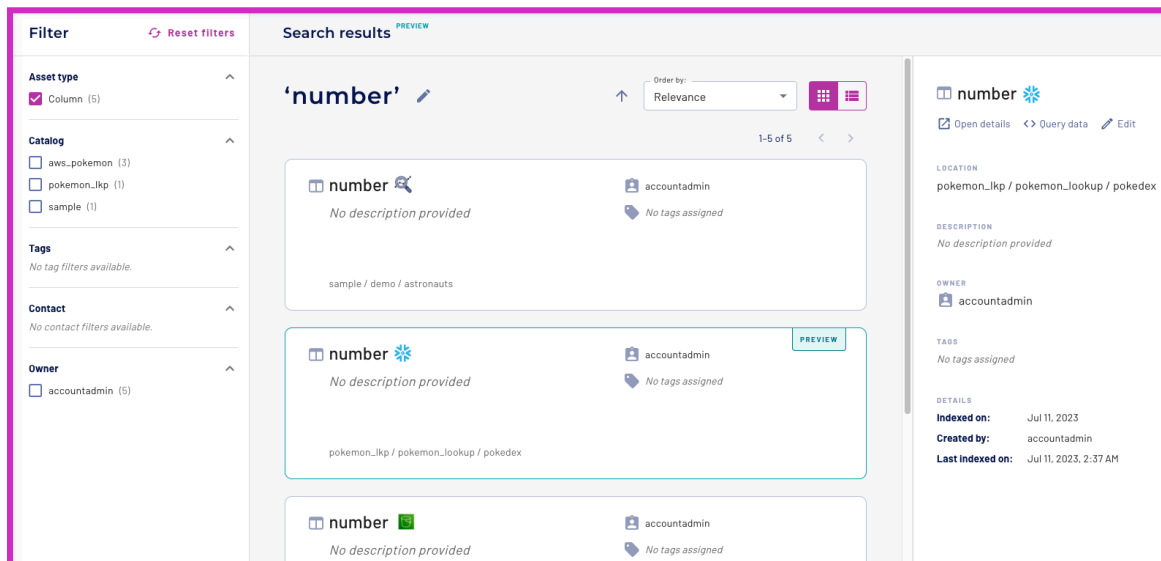 Filter
Reset filters
Asset type
Column (5)
Catalog
aws_pokemon (3)
pokemon_lkp (1)
sample (1)
Tags
No tag filters available.
Contact
No contact filters available.
Owner
accountadmin (5)
Search results PREVIEW
‘number’
Order by:
Relevance
1-5 of 5
number
accountadmin
No description provided
No tags assigned
sample / demo / astronauts
PREVIEW
number
accountadmin
No description provided
No tags assigned
pokemon_lkp / pokemon_lookup / pokedex
number
accountadmin
No description provided
No tags assigned
number
Open details <> Query data Edit
LOCATION
pokemon_lkp / pokemon_lookup / pokedex
DESCRIPTION
No description provided
OWNER
accountadmin
TAGS
No tags assigned
DETAILS
Indexed on: Jul 11, 2023
Created by: accountadmin
Last indexed on: Jul 11, 2023, 2:37 AM